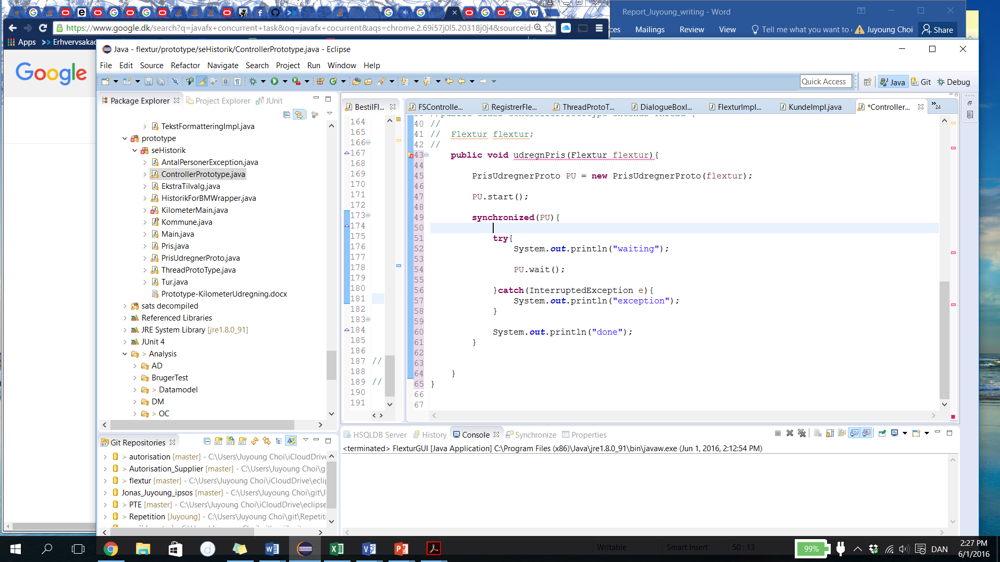 Report_Juyoung_writing - Word
https://www.google.dk/search?q=javafx+concurrent+task&oq=javafx+cocurrent&aqs=chrome.2.69i57j0l5.20318j0j4&sourceid=
ces Mailings Review View Tell me what you want to Juyoung Choi Share
Apps Erhvervsakad
Google
Java - flextur/prototype/seHistorik/ControllerPrototype.java - Eclipse
File Edit Source Refactor Navigate Search Project Run Window Help
Quick Access Java Git Debug
Package Explorer Project Explorer JUnit
TekstFormatteringImpl.java
prototype
seHistorik
AntalPersonerException.java
ControllerPrototype.java
EkstraTilvalg.java
HistorikForBMWrapper.java
KilometerMain.java
Kommune.java
Main.java
Pris.java
PrisUdregnerProto.java
ThreadProtoType.java
Tur.java
Prototype-KilometerUdregning.docx
sats decompiled
Referenced Libraries
JRE System Library [jre1.8.0_91]
JUnit 4
> Analysis
AD
BrugerTest
> Datamodel
DM
> OC
BestilFl... FSControlle... RegistrerFle... ThreadProtoT... DialogueBoxI... FlexturImpl... KundeImpl.java *Controller... 24
164
165
166
167
168
169
170
171
172
173
174
175
176
177
178
179
180
181
182
183
184
185
186
187 //
188
189 //
190
191
39 //public class ControllerPrototype extends Thread {
40 //
41 // Flextur flextur;
42 //
43 public void udregnPris(Flextur flextur){
44
45 PrisUdregnerProto PU = new PrisUdregnerProto(flextur);
46
47 PU.start();
48
49 synchronized(PU){
50
51 try{
52 System.out.println("waiting");
53
54 PU.wait();
55
56 }catch(InterruptedException e){
57 System.out.println("exception");
58 }
59
60 System.out.println("done");
61 }
62
63
64 }
65 }
66
67
Git Repositories
> autorisation [master] - C:\Users\Juyoung Choi\iCloudDrive
> Autorisation_Supplier [master] - C:\Users\Juyoung Choi\g
> flextur [master] - C:\Users\Juyoung Choi\iCloudDrive\eclip
Jonas_Juyoung_ipsos [master] - C:\Users\Juyoung Choi\git\J
> PTE [master] - C:\Users\Juyoung Choi\iCloudDrive\eclipse
> Repetition [Juyoung] - C:\Users\Juyoung Choi\git\Repetiti
HSQLDB Server History Console Synchronize Properties
<terminated> FlexturGUI [Java Application] C:\Program Files (x86)\Java\jre1.8.0_91\bin\javaw.exe (Jun 1, 2016, 2:12:54 PM)
Writable Smart Insert 50 : 13
99% DAN 2:27 PM
6/1/2016